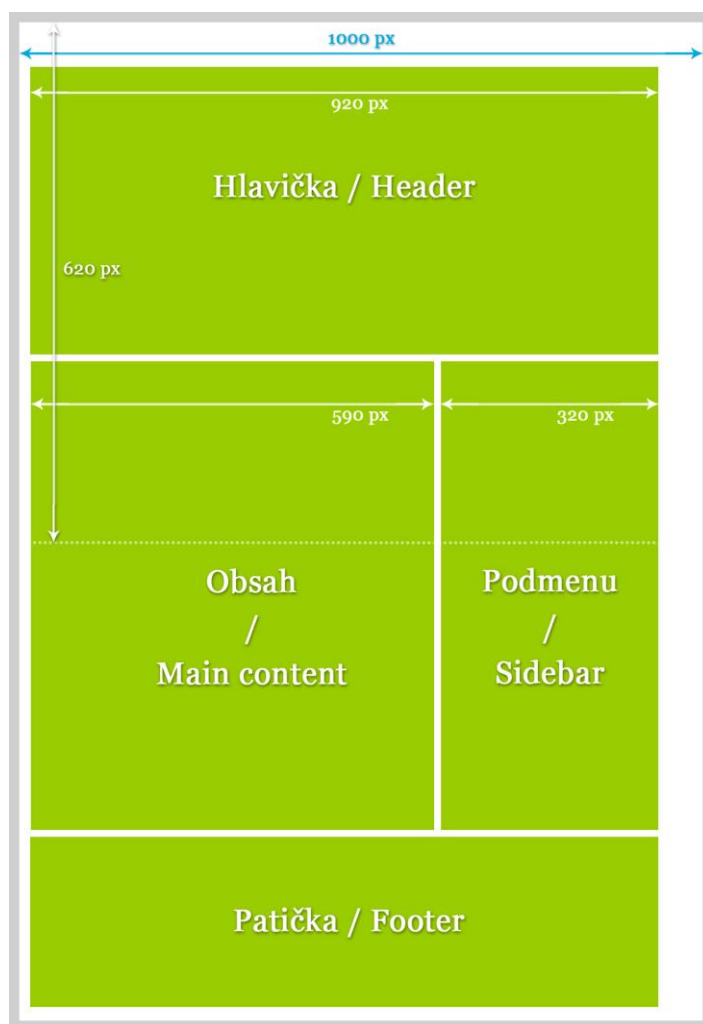 1000 px
920 px
Hlavička / Header
620 px
590 px
320 px
Obsah
/
Main content
Podmenu
/
Sidebar
Patička / Footer